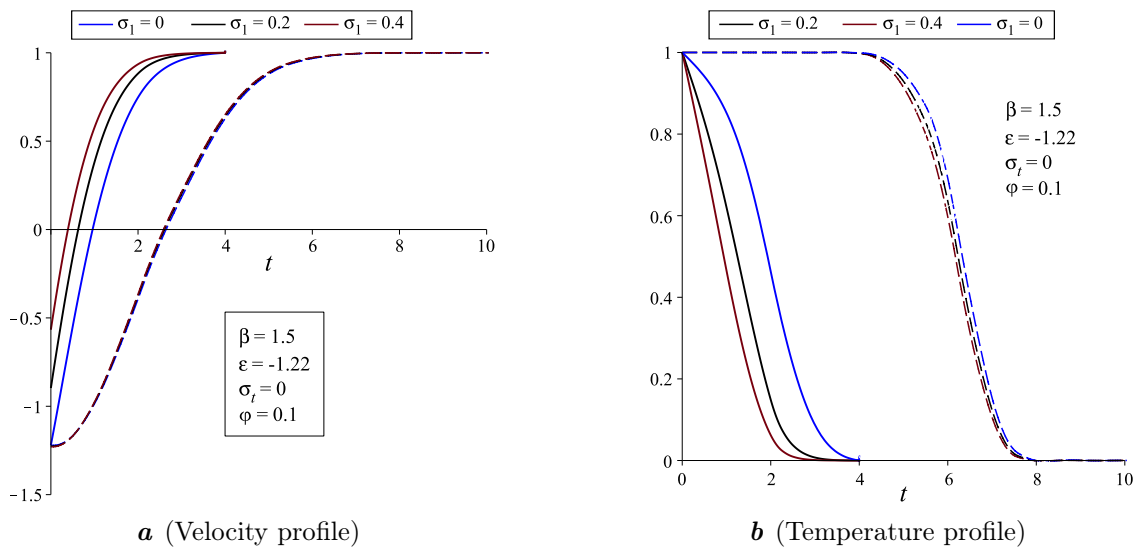 σ₁ = 0 σ₁ = 0.2 σ₁ = 0.4
1
0.5
0
2 4 6 8 10
t
−0.5
−1
−1.5
β = 1.5
ε = -1.22
σₜ = 0
φ = 0.1
a (Velocity profile)
σ₁ = 0.2 σ₁ = 0.4 σ₁ = 0
1
0.8
0.6
0.4
0.2
0
0 2 4 6 8 10
t
β = 1.5
ε = -1.22
σₜ = 0
φ = 0.1
b (Temperature profile)